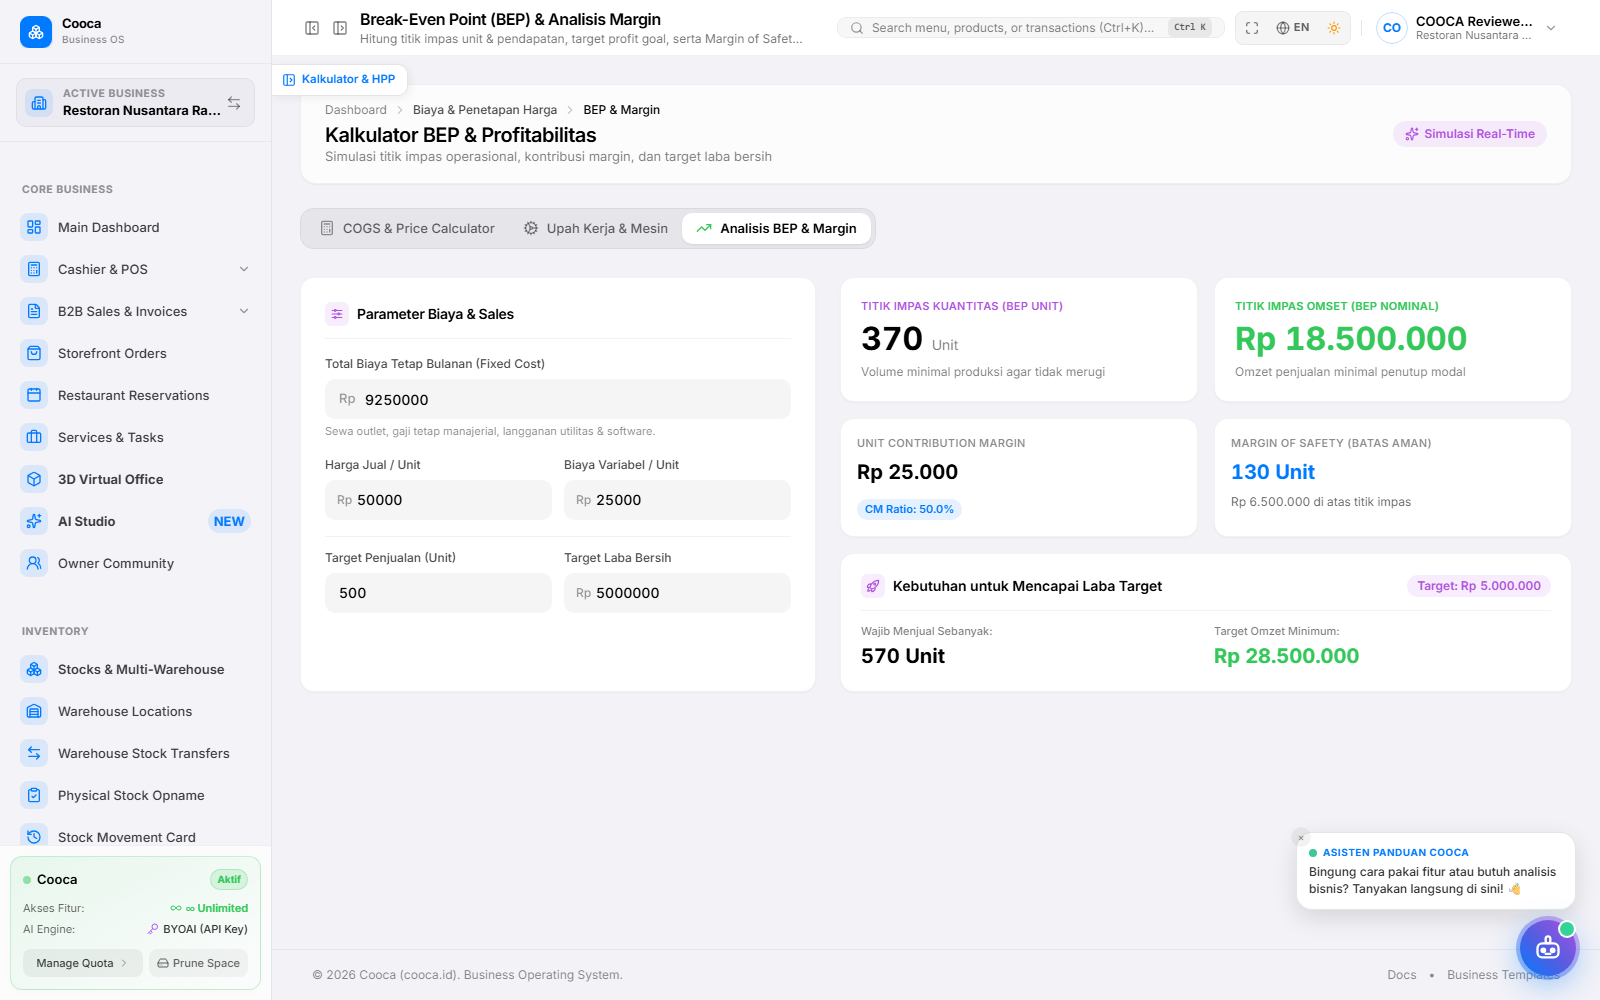 Cooca
Business OS
ACTIVE BUSINESS
Restoran Nusantara Ra...
CORE BUSINESS
Main Dashboard
Cashier & POS
B2B Sales & Invoices
Storefront Orders
Restaurant Reservations
Services & Tasks
3D Virtual Office
AI Studio NEW
Owner Community
INVENTORY
Stocks & Multi-Warehouse
Warehouse Locations
Warehouse Stock Transfers
Physical Stock Opname
Stock Movement Card
Cooca Aktif
Akses Fitur: ∞ Unlimited
AI Engine: BYOAI (API Key)
Manage Quota Prune Space
Break-Even Point (BEP) & Analisis Margin
Hitung titik impas unit & pendapatan, target profit goal, serta Margin of Safet...
Search menu, products, or transactions (Ctrl+K)... Ctrl K
EN
CO
COOCA Reviewe...
Restoran Nusantara ...
Kalkulator & HPP
Dashboard Biaya & Penetapan Harga BEP & Margin
Kalkulator BEP & Profitabilitas
Simulasi titik impas operasional, kontribusi margin, dan target laba bersih
Simulasi Real-Time
COGS & Price Calculator Upah Kerja & Mesin Analisis BEP & Margin
Parameter Biaya & Sales
Total Biaya Tetap Bulanan (Fixed Cost)
Rp 9250000
Sewa outlet, gaji tetap manajerial, langganan utilitas & software.
Harga Jual / Unit Biaya Variabel / Unit
Rp 50000 Rp 25000
Target Penjualan (Unit) Target Laba Bersih
500 Rp 5000000
TITIK IMPAS KUANTITAS (BEP UNIT)
370 Unit
Volume minimal produksi agar tidak merugi
TITIK IMPAS OMSET (BEP NOMINAL)
Rp 18.500.000
Omzet penjualan minimal penutup modal
UNIT CONTRIBUTION MARGIN
Rp 25.000
CM Ratio: 50.0%
MARGIN OF SAFETY (BATAS AMAN)
130 Unit
Rp 6.500.000 di atas titik impas
Kebutuhan untuk Mencapai Laba Target Target: Rp 5.000.000
Wajib Menjual Sebanyak: Target Omzet Minimum:
570 Unit Rp 28.500.000
×
ASISTEN PANDUAN COOCA
Bingung cara pakai fitur atau butuh analisis
bisnis? Tanyakan langsung di sini! 👋
© 2026 Cooca (cooca.id). Business Operating System.
Docs • Business Templates